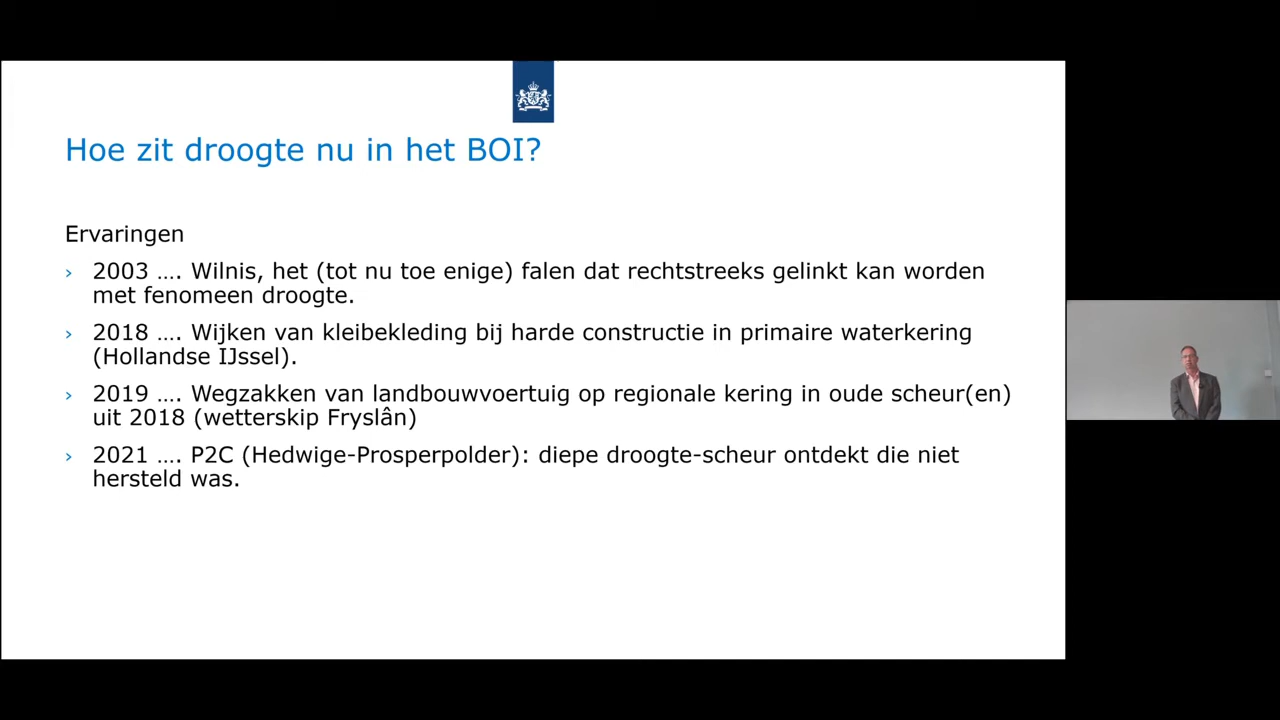 Hoe zit droogte nu in het BOI?
Ervaringen
› 2003 …. Wilnis, het (tot nu toe enige) falen dat rechtstreeks gelinkt kan worden
met fenomeen droogte.
› 2018 …. Wijken van kleibekleding bij harde constructie in primaire waterkering
(Hollandse IJssel).
› 2019 …. Wegzakken van landbouwvoertuig op regionale kering in oude scheur(en)
uit 2018 (wetterskip Fryslân)
› 2021 …. P2C (Hedwige-Prosperpolder): diepe droogte-scheur ontdekt die niet
hersteld was.